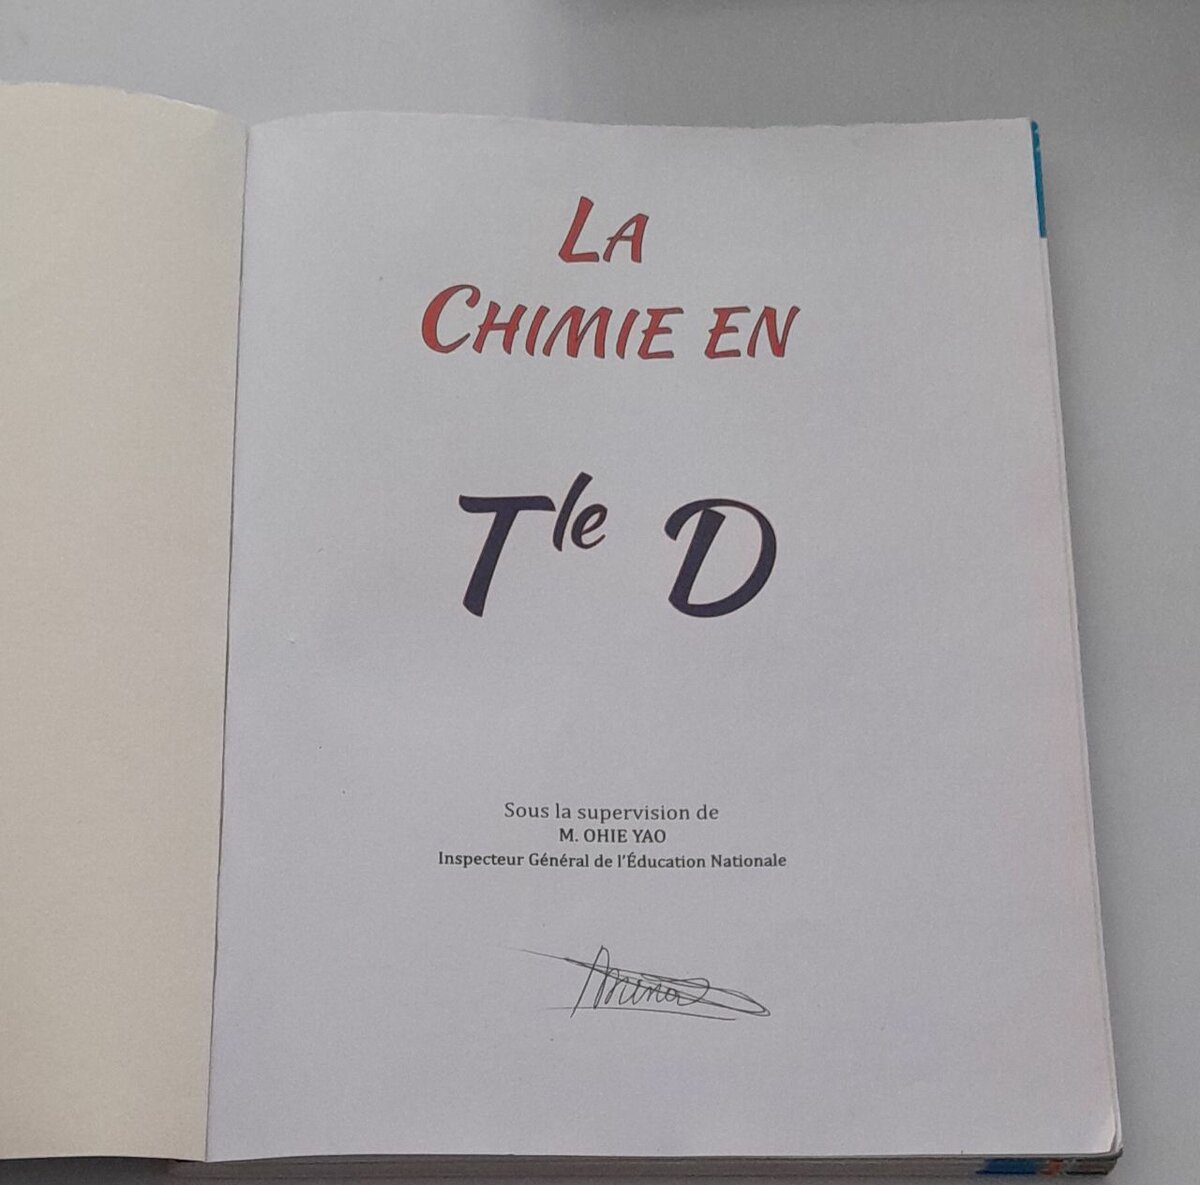 LA
CHIMIE EN
Tle D
Sous la supervision de
M. OHIE YAO
Inspecteur Général de l'Éducation Nationale